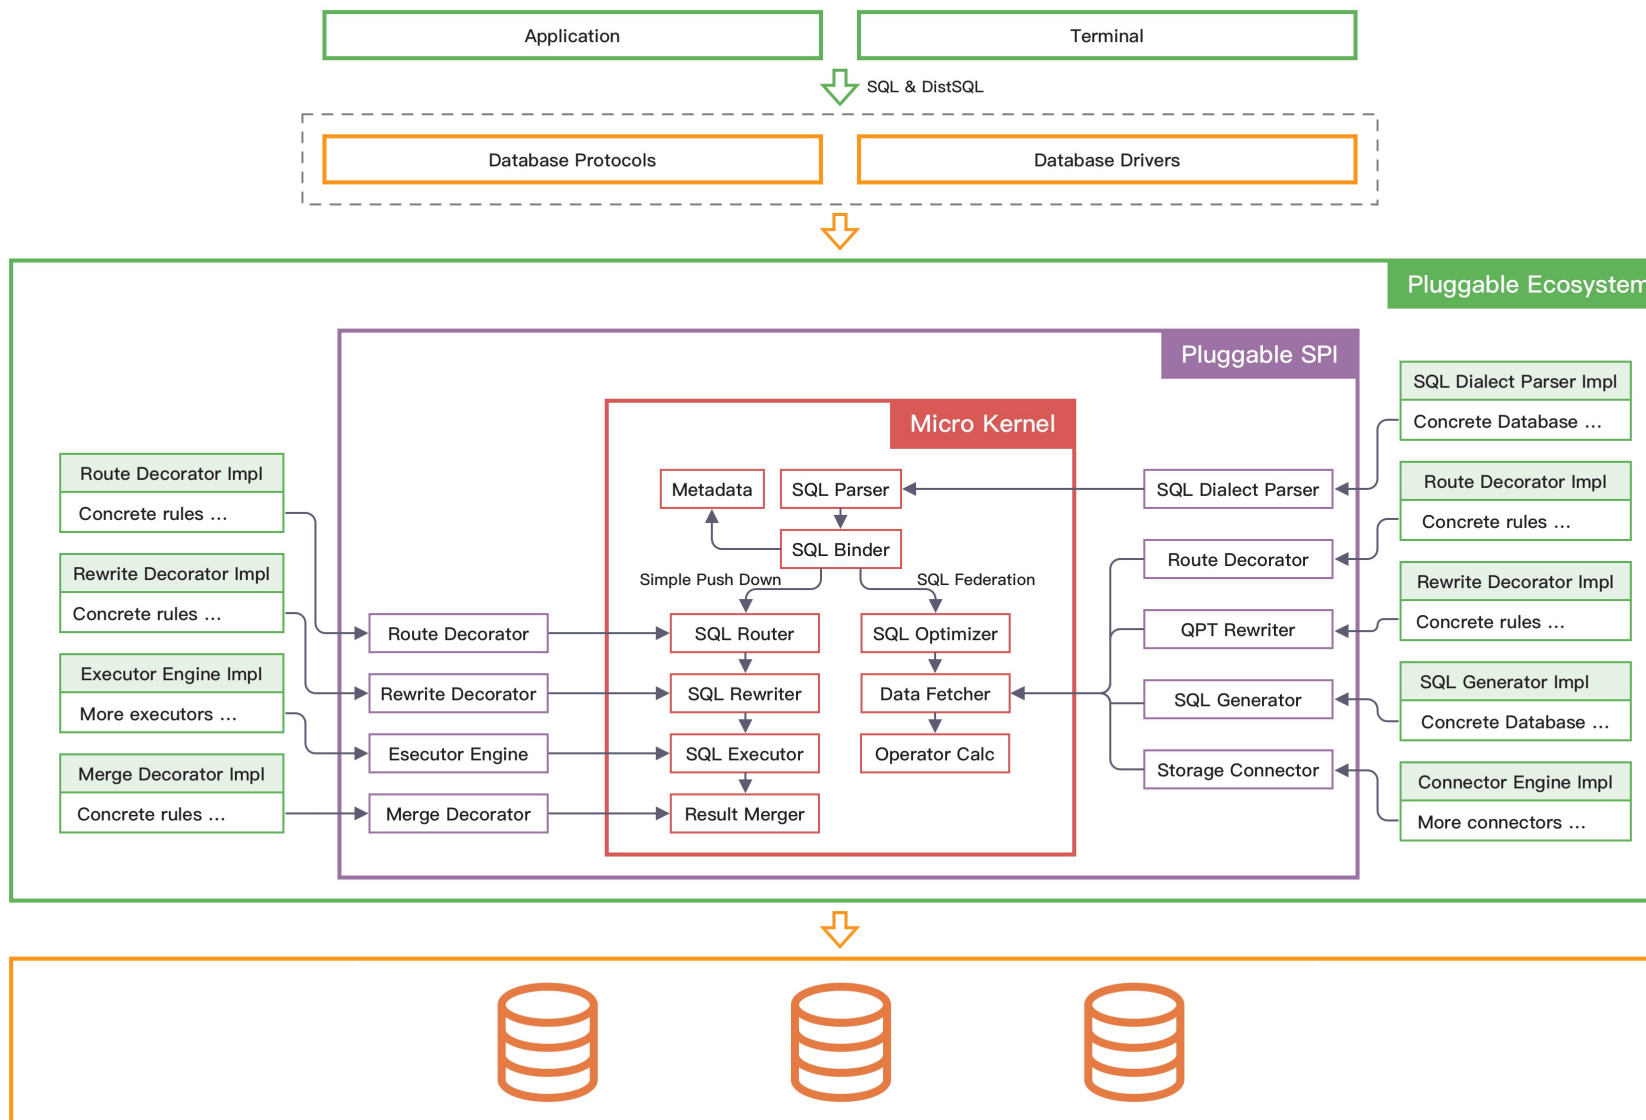 Application
Terminal
SQL & DistSQL
Database Protocols
Database Drivers
Pluggable Ecosystem
Pluggable SPI
Micro Kernel
Route Decorator Impl
Concrete rules ...
Rewrite Decorator Impl
Concrete rules ...
Executor Engine Impl
More executors ...
Merge Decorator Impl
Concrete rules ...
Route Decorator
Rewrite Decorator
Esecutor Engine
Merge Decorator
Metadata
SQL Parser
SQL Binder
Simple Push Down
SQL Federation
SQL Router
SQL Optimizer
SQL Rewriter
Data Fetcher
SQL Executor
Operator Calc
Result Merger
SQL Dialect Parser
Route Decorator
QPT Rewriter
SQL Generator
Storage Connector
SQL Dialect Parser Impl
Concrete Database ...
Route Decorator Impl
Concrete rules ...
Rewrite Decorator Impl
Concrete rules ...
SQL Generator Impl
Concrete Database ...
Connector Engine Impl
More connectors ...